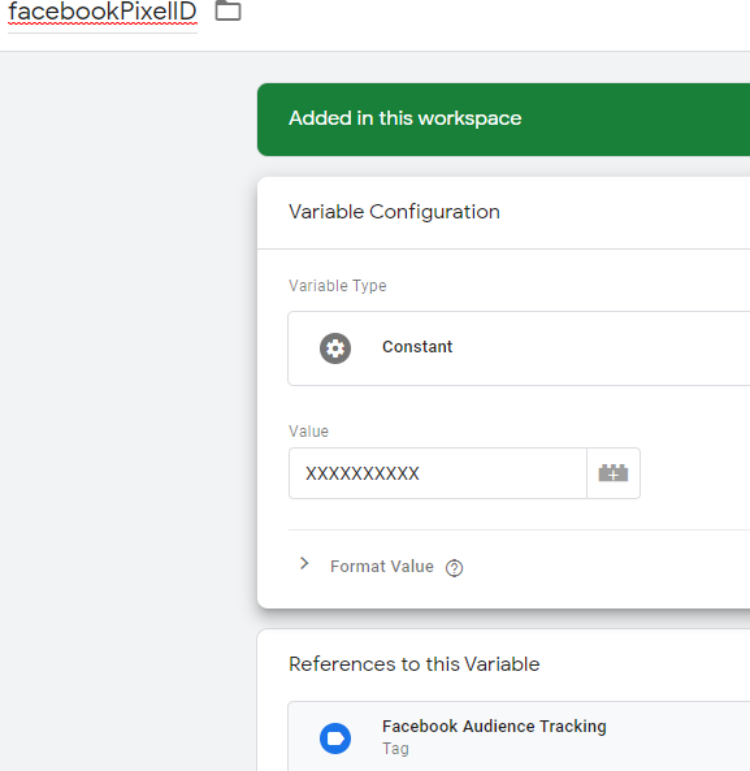 facebookPixelID
Added in this workspace
Variable Configuration
Variable Type
Constant
Value
XXXXXXXXXX
Format Value
References to this Variable
Facebook Audience Tracking
Tag